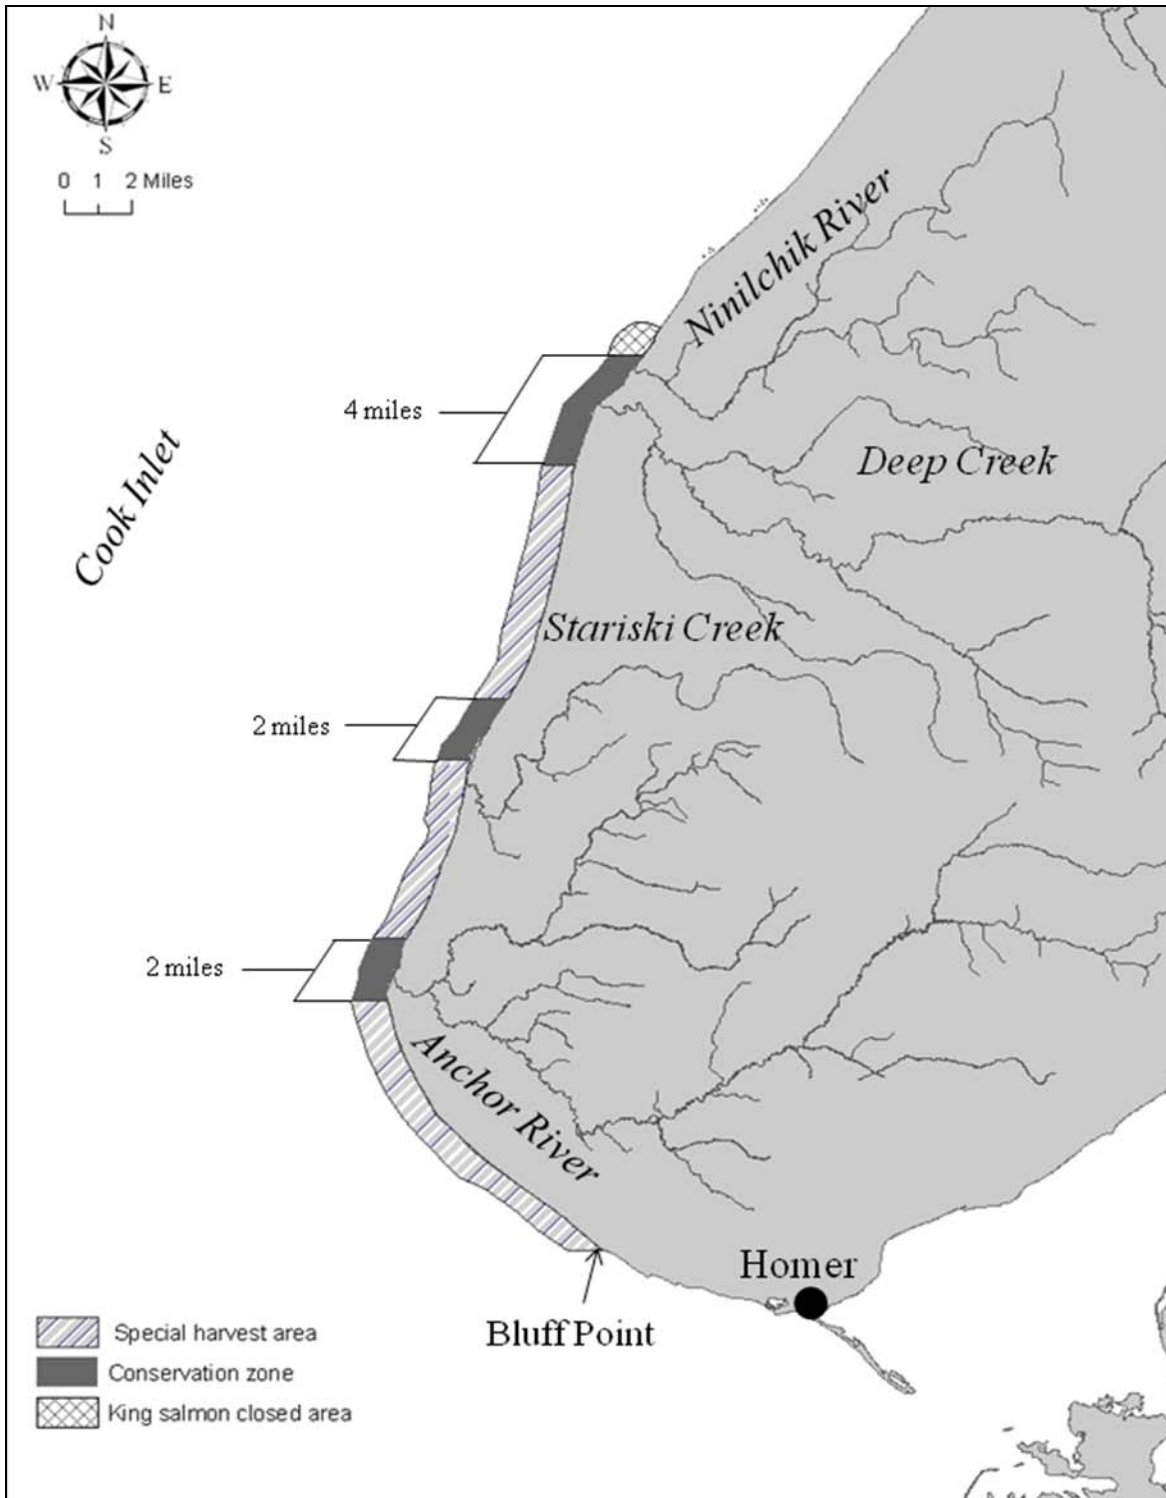 N
W E
S
0 1 2 Miles
Ninilchik River
4 miles
Cook Inlet
Deep Creek
Stariski Creek
2 miles
2 miles
Anchor River
Homer
Bluff Point
Special harvest area
Conservation zone
King salmon closed area